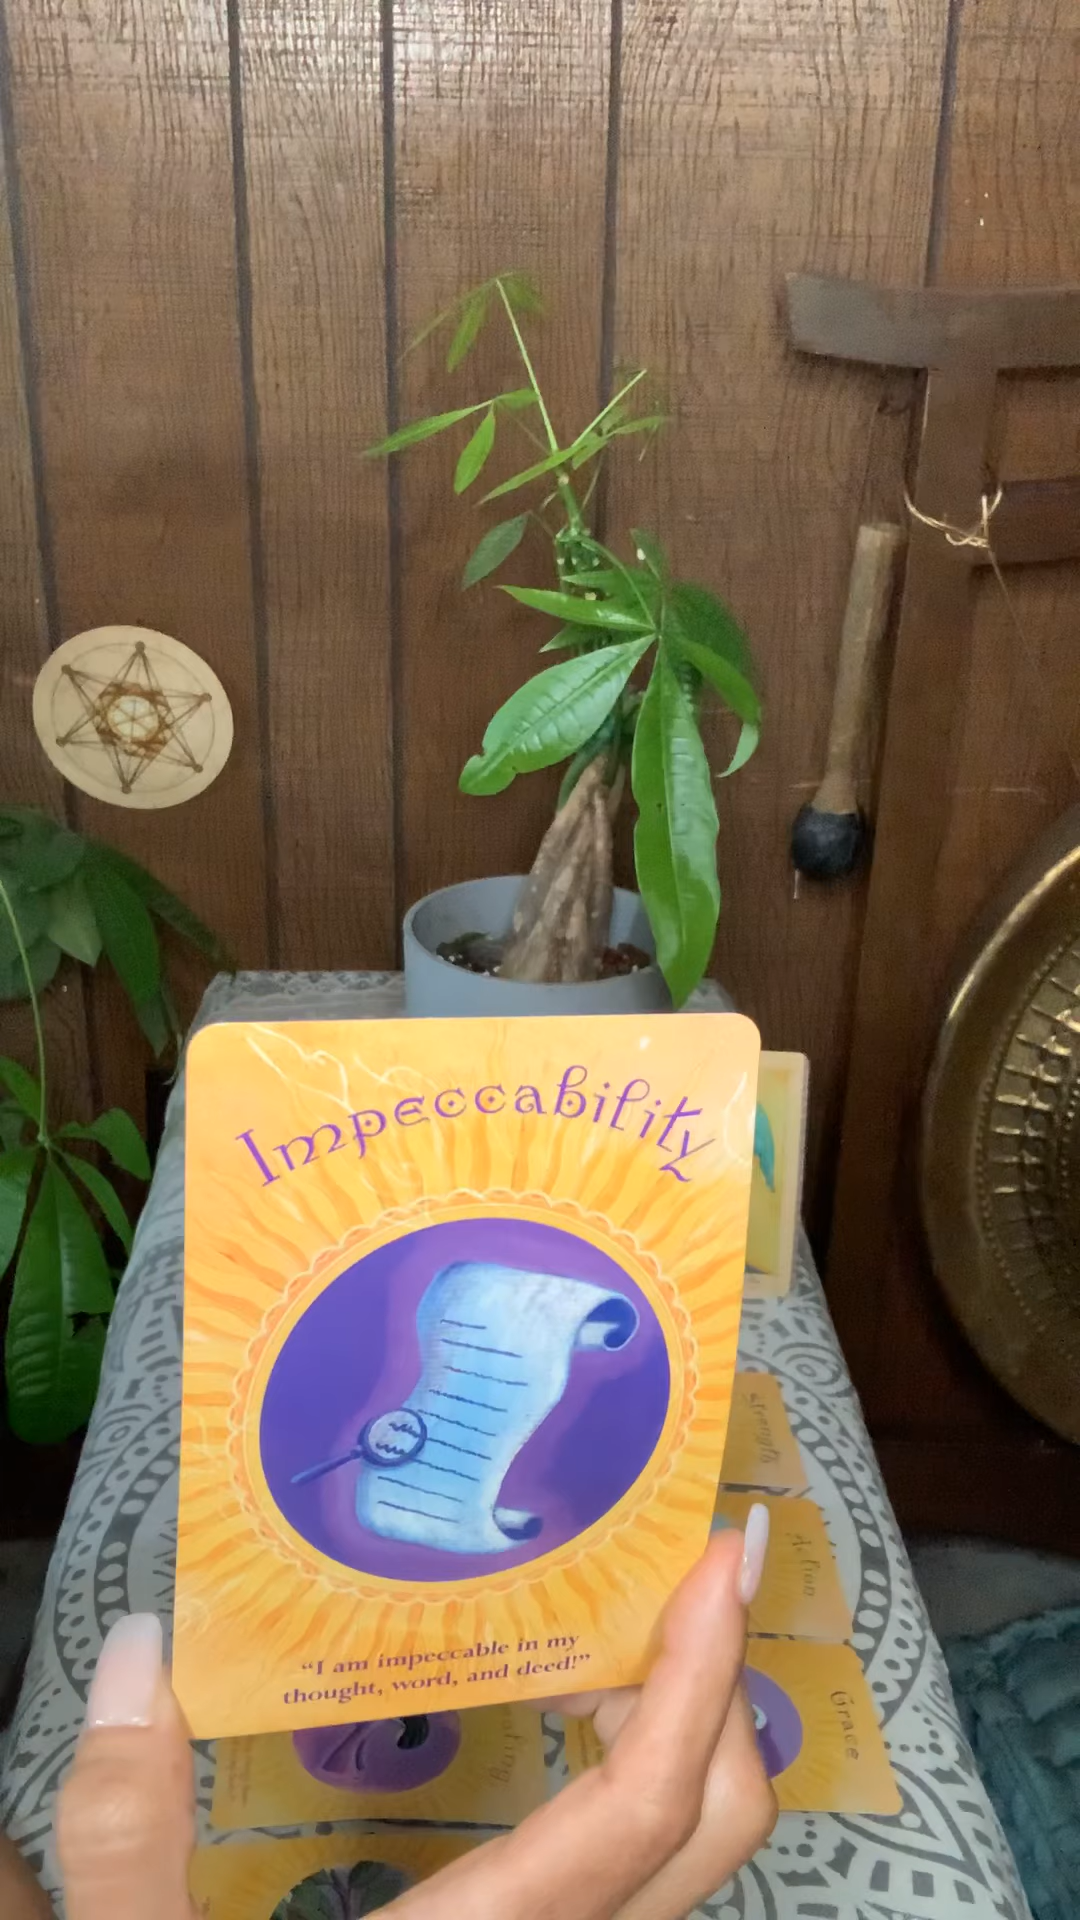 Impeccability
“I am impeccable in my
thought, word, and deed!”
Strength
Action
Grace